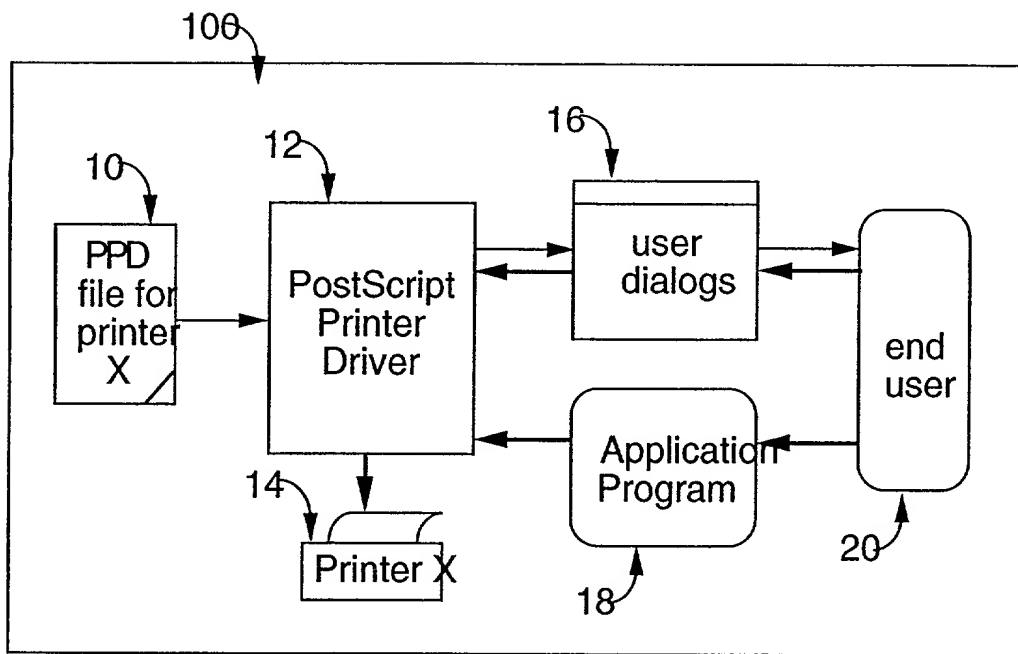 100
16
12
10
PPD
file for
printer
X
PostScript
Printer
Driver
user
dialogs
end
user
Application
Program
14
Printer X
18
20